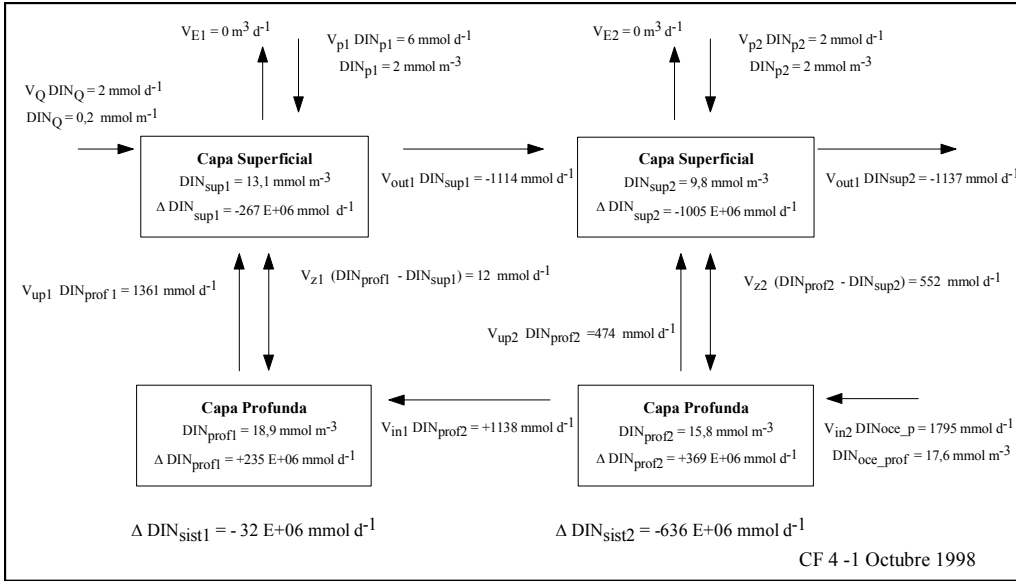 V_E1 = 0 m³ d⁻¹
V_p1 DIN_p1 = 6 mmol d⁻¹
DIN_p1 = 2 mmol m⁻³
V_E2 = 0 m³ d⁻¹
V_p2 DIN_p2 = 2 mmol d⁻¹
DIN_p2 = 2 mmol m⁻³
V_Q DIN_Q = 2 mmol d⁻¹
DIN_Q = 0,2 mmol m⁻¹
Capa Superficial
DIN_sup1 = 13,1 mmol m⁻³
Δ DIN_sup1 = -267 E+06 mmol d⁻¹
V_out1 DIN_sup1 = -1114 mmol d⁻¹
Capa Superficial
DIN_sup2 = 9,8 mmol m⁻³
Δ DIN_sup2 = -1005 E+06 mmol d⁻¹
V_out1 DINsup2 = -1137 mmol d⁻¹
V_up1 DIN_prof 1 = 1361 mmol d⁻¹
V_z1 (DIN_prof1 - DIN_sup1) = 12 mmol d⁻¹
V_up2 DIN_prof2 =474 mmol d⁻¹
V_z2 (DIN_prof2 - DIN_sup2) = 552 mmol d⁻¹
Capa Profunda
DIN_prof1 = 18,9 mmol m⁻³
Δ DIN_prof1 = +235 E+06 mmol d⁻¹
V_in1 DIN_prof2 = +1138 mmol d⁻¹
Capa Profunda
DIN_prof2 = 15,8 mmol m⁻³
Δ DIN_prof2 = +369 E+06 mmol d⁻¹
V_in2 DINoce_p = 1795 mmol d⁻¹
DIN_oce_prof = 17,6 mmol m⁻³
Δ DIN_sist1 = - 32 E+06 mmol d⁻¹
Δ DIN_sist2 = -636 E+06 mmol d⁻¹
CF 4 -1 Octubre 1998